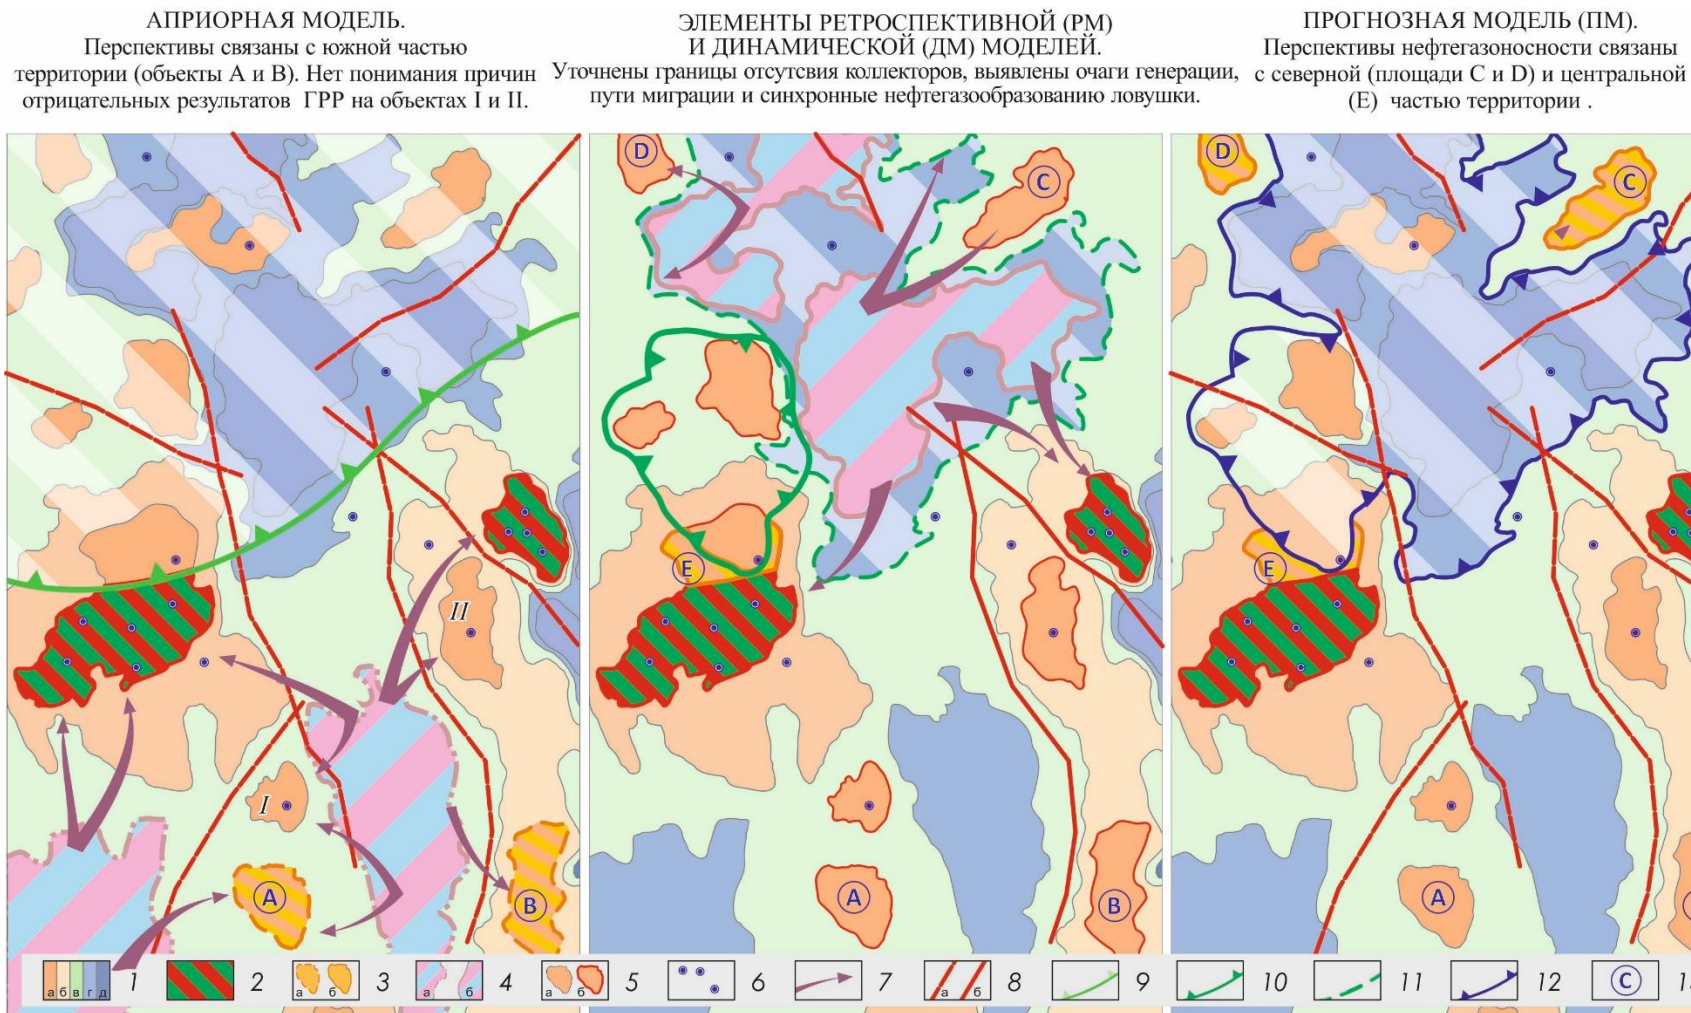 АПРИОРНАЯ МОДЕЛЬ.
Перспективы связаны с южной частью
территории (объекты А и В). Нет понимания причин
отрицательных результатов ГРР на объектах I и II.
ЭЛЕМЕНТЫ РЕТРОСПЕКТИВНОЙ (РМ)
И ДИНАМИЧЕСКОЙ (ДМ) МОДЕЛЕЙ.
Уточнены границы отсутсвия коллекторов, выявлены очаги генерации,
пути миграции и синхронные нефтегазообразованию ловушки.
ПРОГНОЗНАЯ МОДЕЛЬ (ПМ).
Перспективы нефтегазоносности связаны
с северной (площади C и D) и центральной
(Е) частью территории .
II
I
A
B
D
C
E
A
B
D
C
E
A
а б в г д 1
2
а б 3
а б 4
а б 5
6
7
а б 8
9
10
11
12
C 1